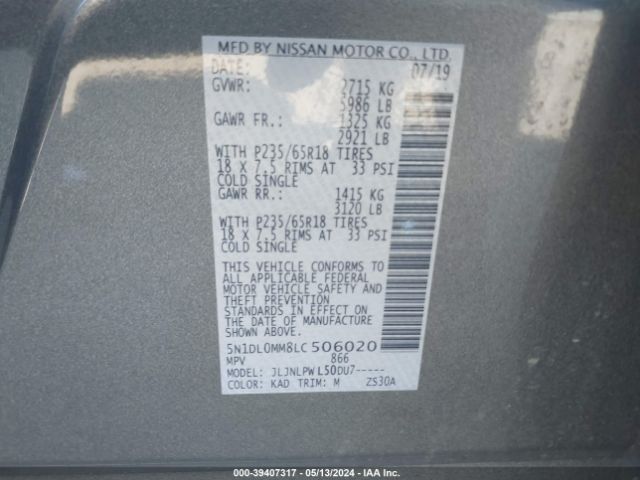 MFD BY NISSAN MOTOR CO., LTD.
DATE: 07/19
GVWR: 2715 KG
5986 LB
GAWR FR.: 1325 KG
2921 LB
WITH P235/65R18 TIRES
18 X 7.5 RIMS AT 33 PSI
COLD SINGLE
GAWR RR.: 1415 KG
3120 LB
WITH P235/65R18 TIRES
18 X 7.5 RIMS AT 33 PSI
COLD SINGLE
THIS VEHICLE CONFORMS TO
ALL APPLICABLE FEDERAL
MOTOR VEHICLE SAFETY AND
THEFT PREVENTION
STANDARDS IN EFFECT ON
THE DATE OF MANUFACTURE
SHOWN ABOVE.
5N1DL0MM8LC506020
MPV 866
MODEL: JLJNLPWL50DU7-----
COLOR: KAD TRIM: M ZS30A
000-39407317 - 05/13/2024 - IAA Inc.